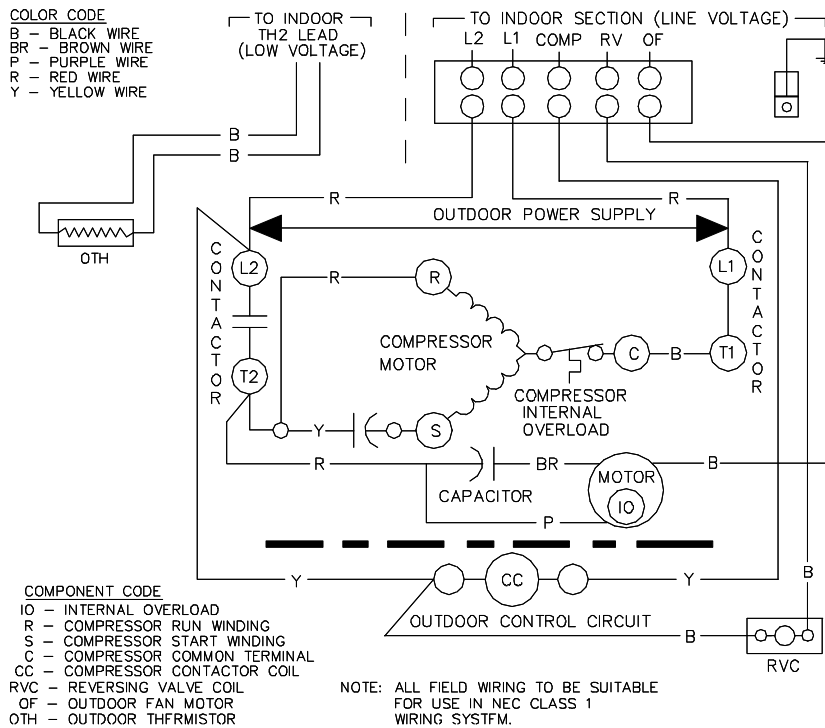 COLOR CODE
B - BLACK WIRE
BR - BROWN WIRE
P - PURPLE WIRE
R - RED WIRE
Y - YELLOW WIRE
TO INDOOR
TH2 LEAD
(LOW VOLTAGE)
TO INDOOR SECTION (LINE VOLTAGE)
L2 L1 COMP RV OF
B
B
OTH
R
R
OUTDOOR POWER SUPPLY
CONTACTOR
L2
R
R
L1
CONTACTOR
COMPRESSOR
MOTOR
C
B
T1
T2
COMPRESSOR
INTERNAL
OVERLOAD
Y
S
R
BR
B
CAPACITOR
MOTOR
IO
P
Y
CC
Y
B
OUTDOOR CONTROL CIRCUIT
B
RVC
COMPONENT CODE
IO - INTERNAL OVERLOAD
R - COMPRESSOR RUN WINDING
S - COMPRESSOR START WINDING
C - COMPRESSOR COMMON TERMINAL
CC - COMPRESSOR CONTACTOR COIL
RVC - REVERSING VALVE COIL
OF - OUTDOOR FAN MOTOR
OTH - OUTDOOR THERMISTOR
NOTE: ALL FIELD WIRING TO BE SUITABLE
FOR USE IN NEC CLASS 1
WIRING SYSTEM.